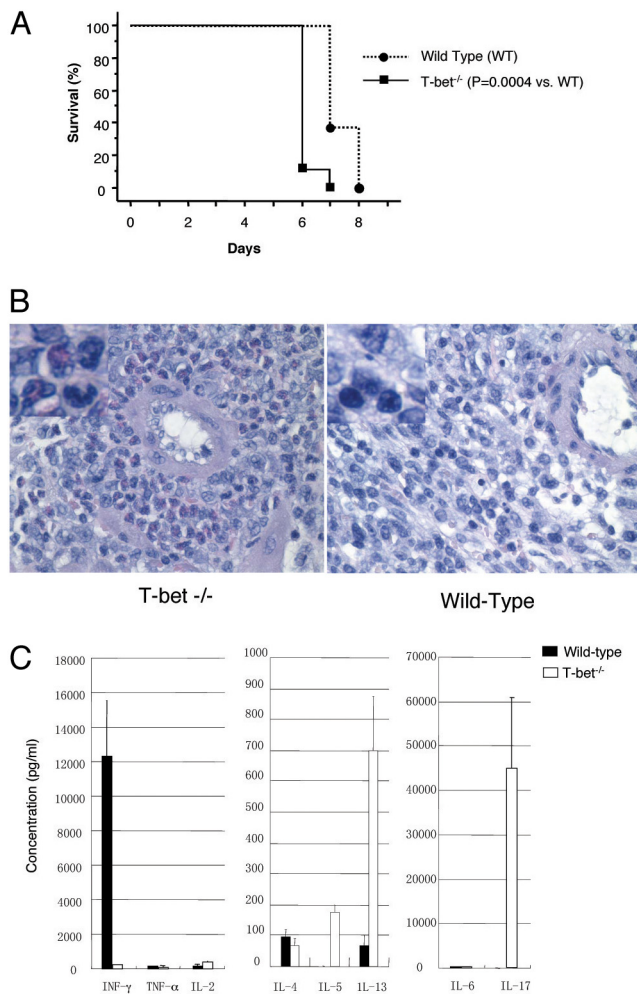 A
100
80
60
40
20
0
Survival (%)
0 2 4 6 8
Days
Wild Type (WT)
T-bet-/- (P=0.0004 vs. WT)
B
T-bet -/-
Wild-Type
C
Wild-type
T-bet-/-
Concentration (pg/ml)
18000
16000
14000
12000
10000
8000
6000
4000
2000
0
INF-γ TNF-α IL-2
1000
900
800
700
600
500
400
300
200
100
0
IL-4 IL-5 1L-13
70000
60000
50000
40000
30000
20000
10000
0
IL-6 IL-17